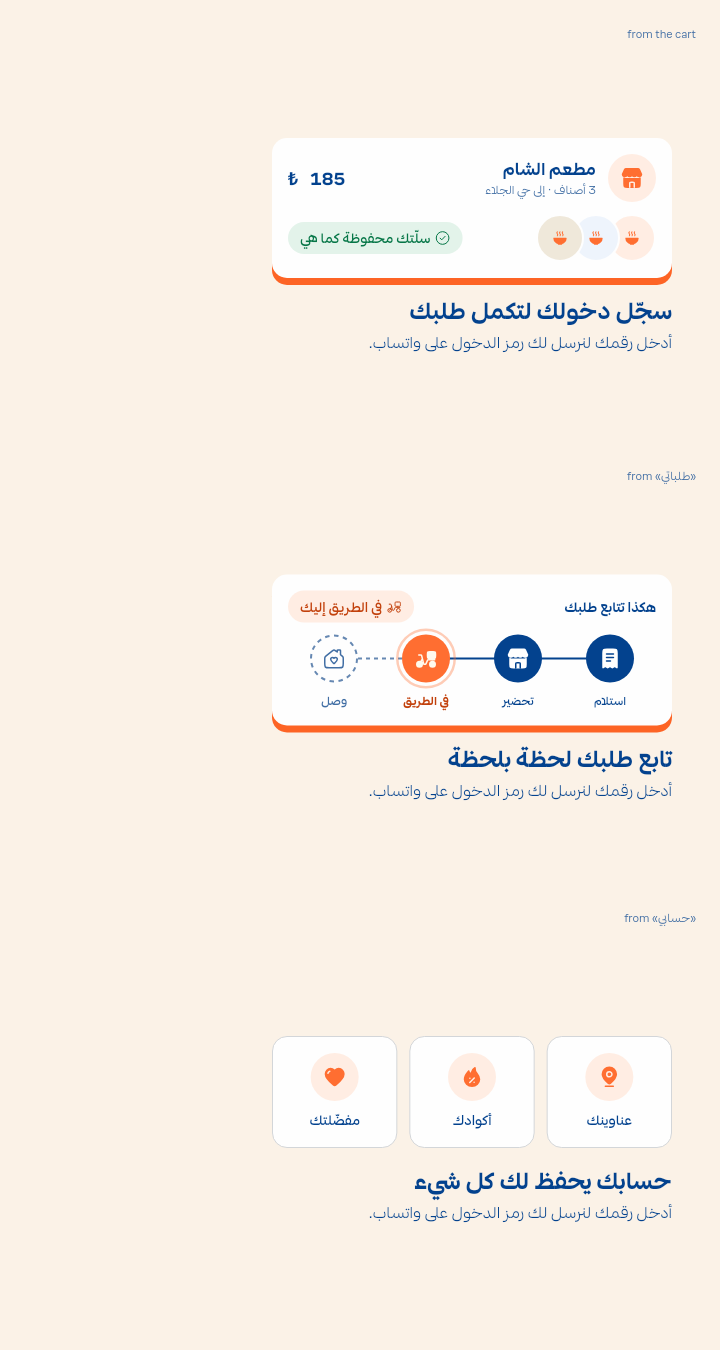 from the cart
مطعم الشام
3 أصناف · إلى حي الجلاء
185 ₺
سلّتك محفوظة كما هي
سجّل دخولك لتكمل طلبك
أدخل رقمك لنرسل لك رمز الدخول على واتساب.
from «طلباتي»
هكذا تتابع طلبك
في الطريق إليك
استلام
تحضير
في الطريق
وصل
تابع طلبك لحظة بلحظة
أدخل رقمك لنرسل لك رمز الدخول على واتساب.
from «حسابي»
عناوينك
أكوادك
مفضّلتك
حسابك يحفظ لك كل شيء
أدخل رقمك لنرسل لك رمز الدخول على واتساب.